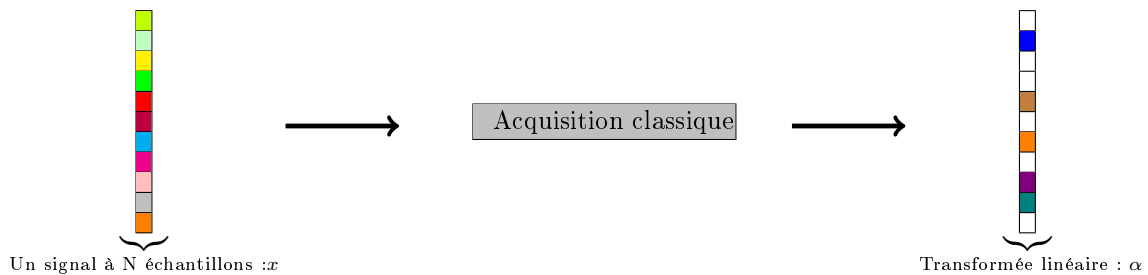 Acquisition classique
Un signal à N échantillons :x
Transformée linéaire : α